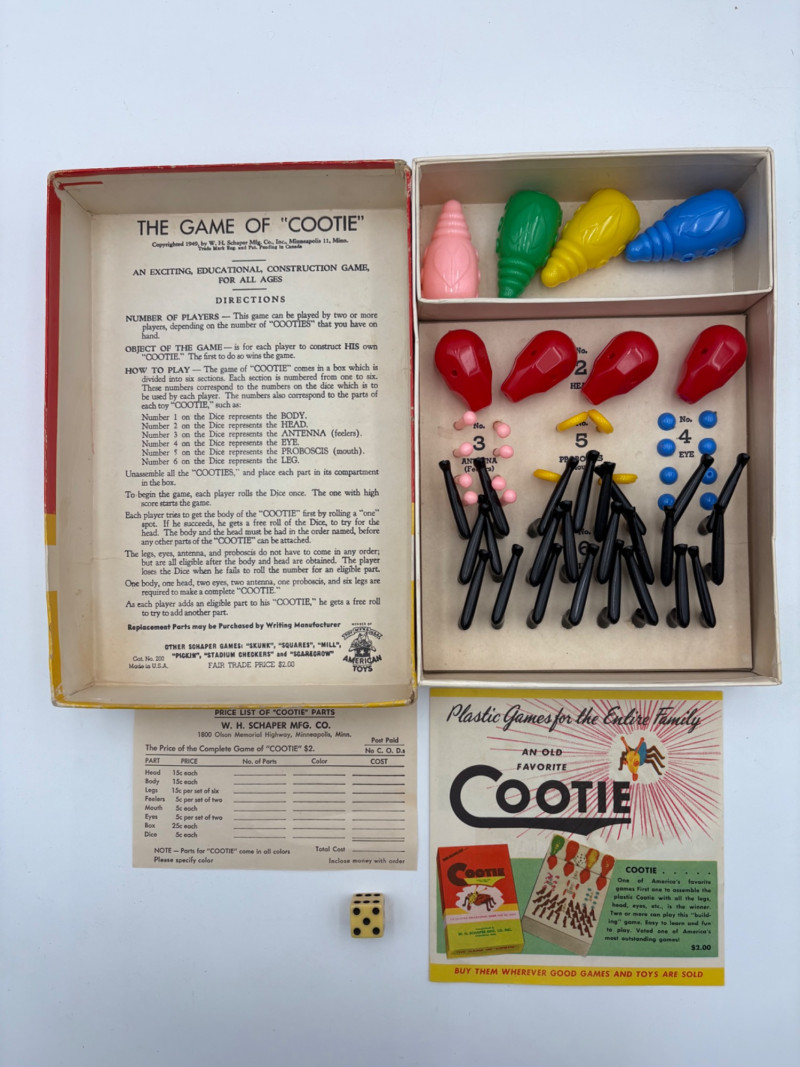 THE GAME OF "COOTIE"
Copyrighted 1949, by W. H. Schaper Mfg. Co., Inc., Minneapolis 11, Minn.
Trade Mark Reg. and Pat. Pending in Canada
AN EXCITING, EDUCATIONAL, CONSTRUCTION GAME,
FOR ALL AGES
DIRECTIONS
NUMBER OF PLAYERS — This game can be played by two or more
players, depending on the number of "COOTIES" that you have on
hand.
OBJECT OF THE GAME — is for each player to construct HIS own
"COOTIE." The first to do so wins the game.
HOW TO PLAY — The game of "COOTIE" comes in a box which is
divided into six sections. Each section is numbered from one to six.
These numbers correspond to the numbers on the dice which is to
be used by each player. The numbers also correspond to the parts of
each toy "COOTIE," such as:
Number 1 on the Dice represents the BODY.
Number 2 on the Dice represents the HEAD.
Number 3 on the Dice represents the ANTENNA (feelers).
Number 4 on the Dice represents the EYE.
Number 5 on the Dice represents the PROBOSCIS (mouth).
Number 6 on the Dice represents the LEG.
Unassemble all the "COOTIES," and place each part in its compartment
in the box.
To begin the game, each player rolls the Dice once. The one with high
score starts the game.
Each player tries to get the body of the "COOTIE" first by rolling a "one"
spot. If he succeeds, he gets a free roll of the Dice, to try for the
head. The body and the head must be had in the order named, before
any other parts of the "COOTIE" can be attached.
The legs, eyes, antenna, and proboscis do not have to come in any order;
but are all eligible after the body and head are obtained. The player
loses the Dice when he fails to roll the number for an eligible part.
One body, one head, two eyes, two antenna, one proboscis, and six legs are
required to make a complete "COOTIE."
As each player adds an eligible part to his "COOTIE," he gets a free roll
to try to add another part.
Replacement Parts may be Purchased by Writing Manufacturer
OTHER SCHAPER GAMES: "SKUNK", "SQUARES", "MILL",
"PIGKIN", "STADIUM CHECKERS" and "SCARECROW"
Cat. No. 200
Made in U.S.A.
FAIR TRADE PRICE $2.00
AMERICAN
TOYS
No.
2
HEA
No.
3
ANT NA
(Fe
No.
5
PROBO
No.
4
EYE
PRICE LIST OF "COOTIE" PARTS
W. H. SCHAPER MFG. CO.
1800 Olson Memorial Highway, Minneapolis, Minn.
The Price of the Complete Game of "COOTIE" $2.
Post Paid
No C. O. D.s
PART PRICE No. of Parts Color COST
Head 15c each
Body 15c each
Legs 15c per set of six
Feelers 5c per set of two
Mouth 5c each
Eyes 5c per set of two
Box 25c each
Dice 5c each
NOTE – Parts for "COOTIE" come in all colors
Please specify color
Total Cost
Inclose money with order
Plastic Games for the Entire Family
AN OLD
FAVORITE
COOTIE
COOTIE
COOTIE . . . . .
One of America's favorite
games First one to assemble the
plastic Cootie with all the legs,
head, eyes, etc., is the winner.
Two or more can play this "build-
ing" game. Easy to learn and fun
to play. Voted one of America's
most outstanding games!
$2.00
BUY THEM WHEREVER GOOD GAMES AND TOYS ARE SOLD